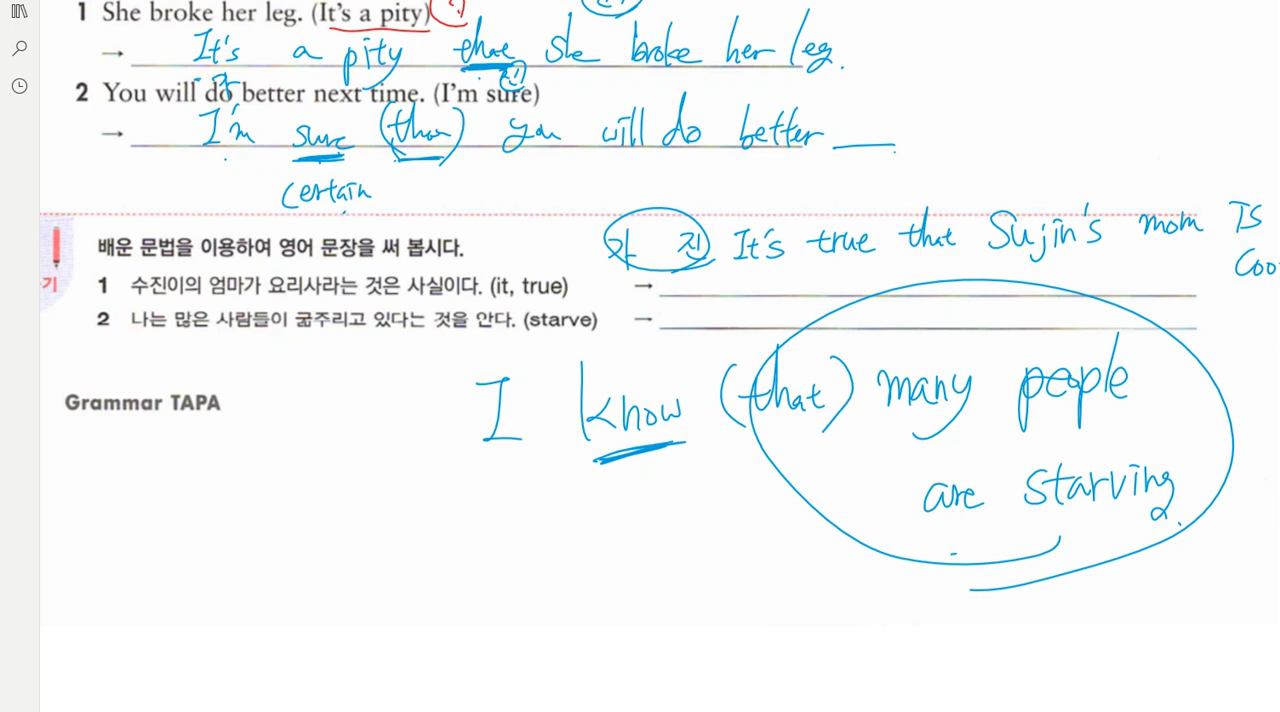 1 She broke her leg. (It's a pity)
→ It's a pity that she broke her leg.
2 You will do better next time. (I'm sure)
→ I'm sure (that) you will do better
certain
배운 문법을 이용하여 영어 문장을 써 봅시다.
가 진 It's true that Sujin's mom is
기
1 수진이의 엄마가 요리사라는 것은 사실이다. (it, true) →
2 나는 많은 사람들이 굶주리고 있다는 것을 안다. (starve) →
I know (that) many people
are starving.
Grammar TAPA